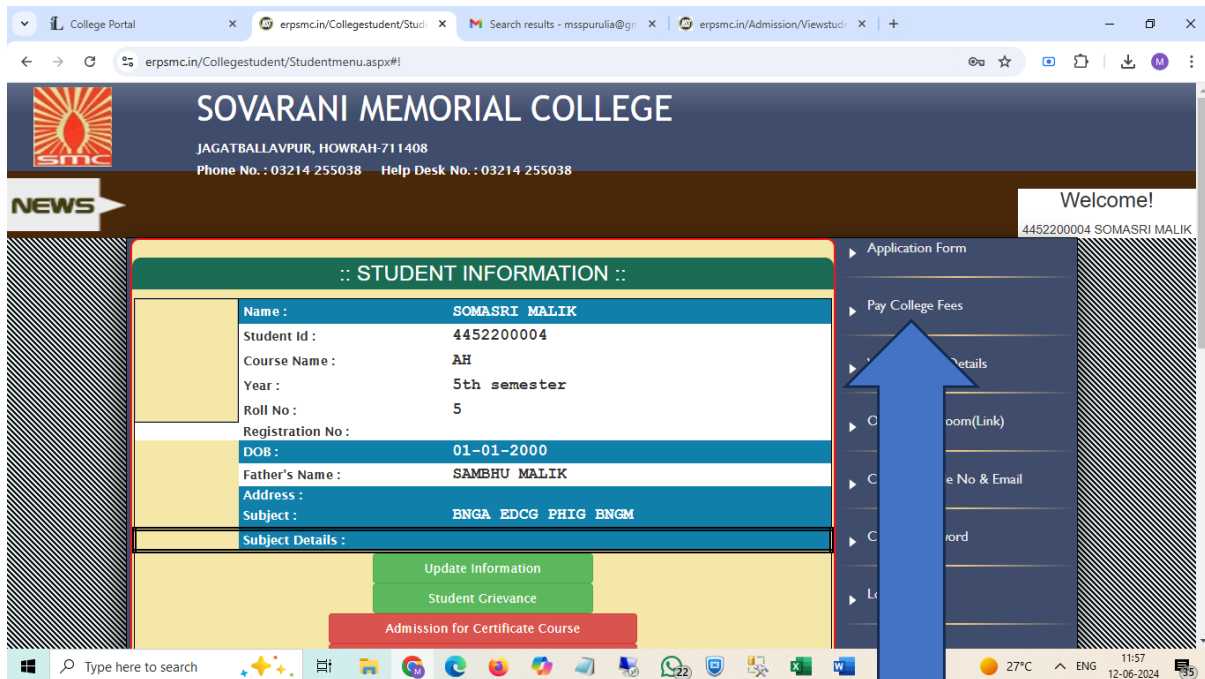 College Portal
erpsmc.in/Collegestudent/Stud
Search results - msspurulia@gn
erpsmc.in/Admission/Viewstud
erpsmc.in/Collegestudent/Studentmenu.aspx#!
M
smc
SOVARANI MEMORIAL COLLEGE
JAGATBALLAVPUR, HOWRAH-711408
Phone No. : 03214 255038 Help Desk No. : 03214 255038
NEWS
Welcome!
4452200004 SOMASRI MALIK
:: STUDENT INFORMATION ::
Name : SOMASRI MALIK
Student Id : 4452200004
Course Name : AH
Year : 5th semester
Roll No : 5
Registration No :
DOB : 01-01-2000
Father's Name : SAMBHU MALIK
Address :
Subject : BNGA EDCG PHIG BNGM
Subject Details :
Update Information
Student Grievance
Admission for Certificate Course
Application Form
Pay College Fees
Details
oom(Link)
e No & Email
Type here to search
22
27°C
ENG
11:57
12-06-2024
35